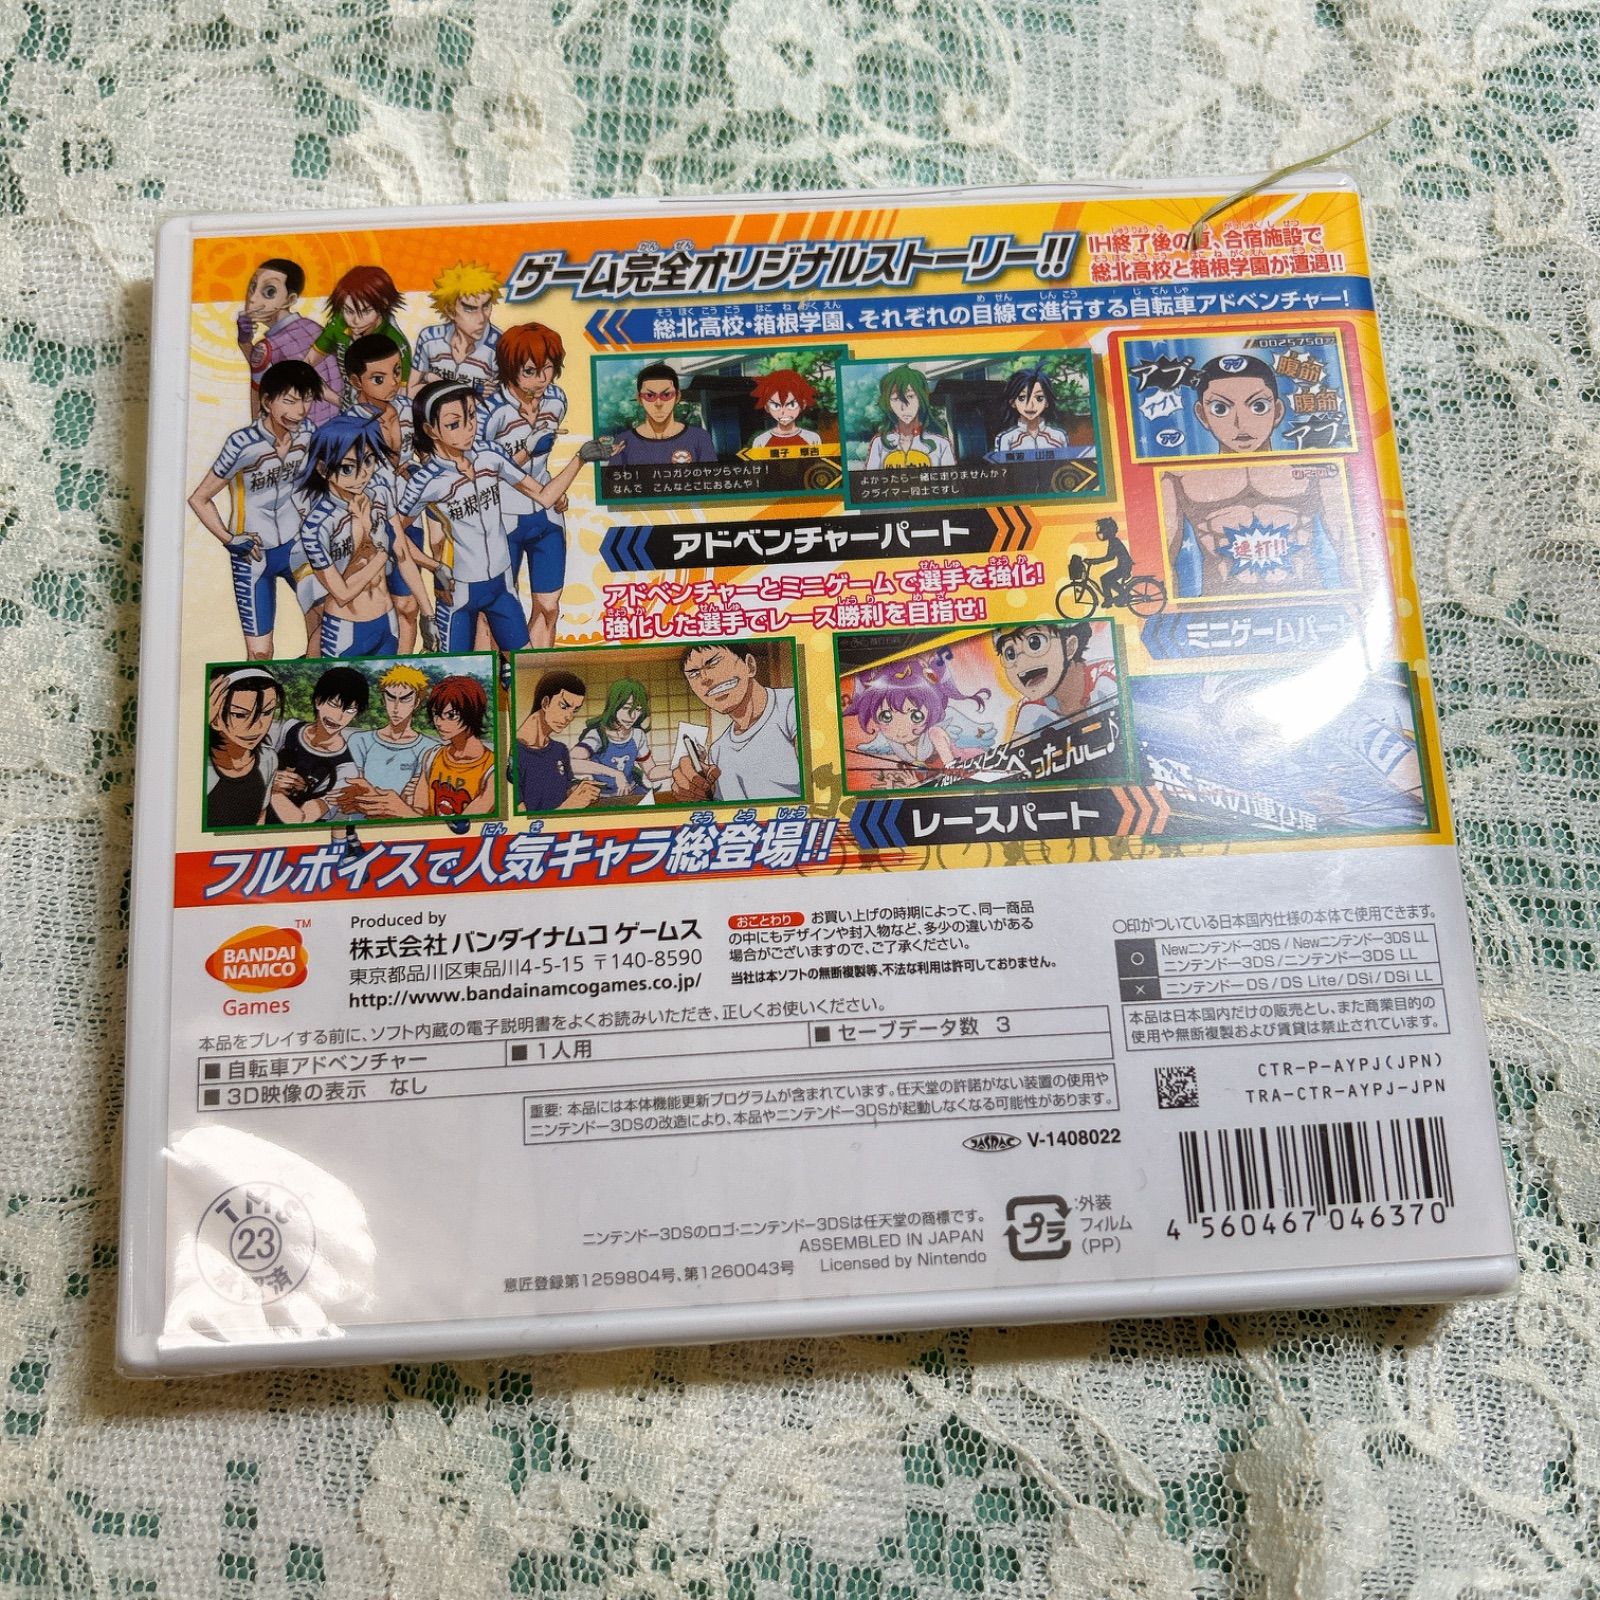 ゲーム完全オリジナルストーリー!!
IH終了後の夏、合宿施設で
総北高校と箱根学園が遭遇!!
総北高校・箱根学園、それぞれの目線で進行する自転車アドベンチャー!
鳴子 章吉
うわ! ハコガクのヤツらやんけ!
なんで こんなとこにおるんや!
真波 山岳
よかったら一緒に走りませんか?
クライマー同士ですし
アドベンチャーパート
アブゥ
アブ!
アブ
アブ
腹筋
腹筋
アブゥ
連打!!
ミニゲームパート
アドベンチャーとミニゲームで選手を強化!
強化した選手でレース勝利を目指せ!
ぺったんこ♪
レースパート
フルボイスで人気キャラ総登場!!
BANDAI
NAMCO
Games
TM
Produced by
株式会社 バンダイナムコ ゲームス
東京都品川区東品川4-5-15 〒140-8590
http://www.bandainamcogames.co.jp/
おことわり お買い上げの時期によって、同一商品
の中にもデザインや封入物など、多少の違いがある
場合がございますので、ご了承ください。
当社は本ソフトの無断複製等、不法な利用は許可しておりません。
本品をプレイする前に、ソフト内蔵の電子説明書をよくお読みいただき、正しくお使いください。
■ 自転車アドベンチャー
■ 1人用
■ セーブデータ数 3
■ 3D映像の表示 なし
重要: 本品には本体機能更新プログラムが含まれています。任天堂の許諾がない装置の使用や
ニンテンドー3DSの改造により、本品やニンテンドー3DSが起動しなくなる可能性があります。
〇印がついている日本国内仕様の本体で使用できます。
○ Newニンテンドー3DS / Newニンテンドー3DS LL
ニンテンドー3DS / ニンテンドー3DS LL
× ニンテンドーDS / DS Lite / DSi / DSi LL
本品は日本国内だけの販売とし、また商業目的の
使用や無断複製および賃貸は禁止されています。
CTR-P-AYPJ(JPN)
TRA-CTR-AYPJ-JPN
JASRAC V-1408022
TMS
23
済
ニンテンドー3DSのロゴ・ニンテンドー3DSは任天堂の商標です。
ASSEMBLED IN JAPAN
Licensed by Nintendo
意匠登録第1259804号、第1260043号
プラ
:外装
フィルム
(PP)
4 560467 046370